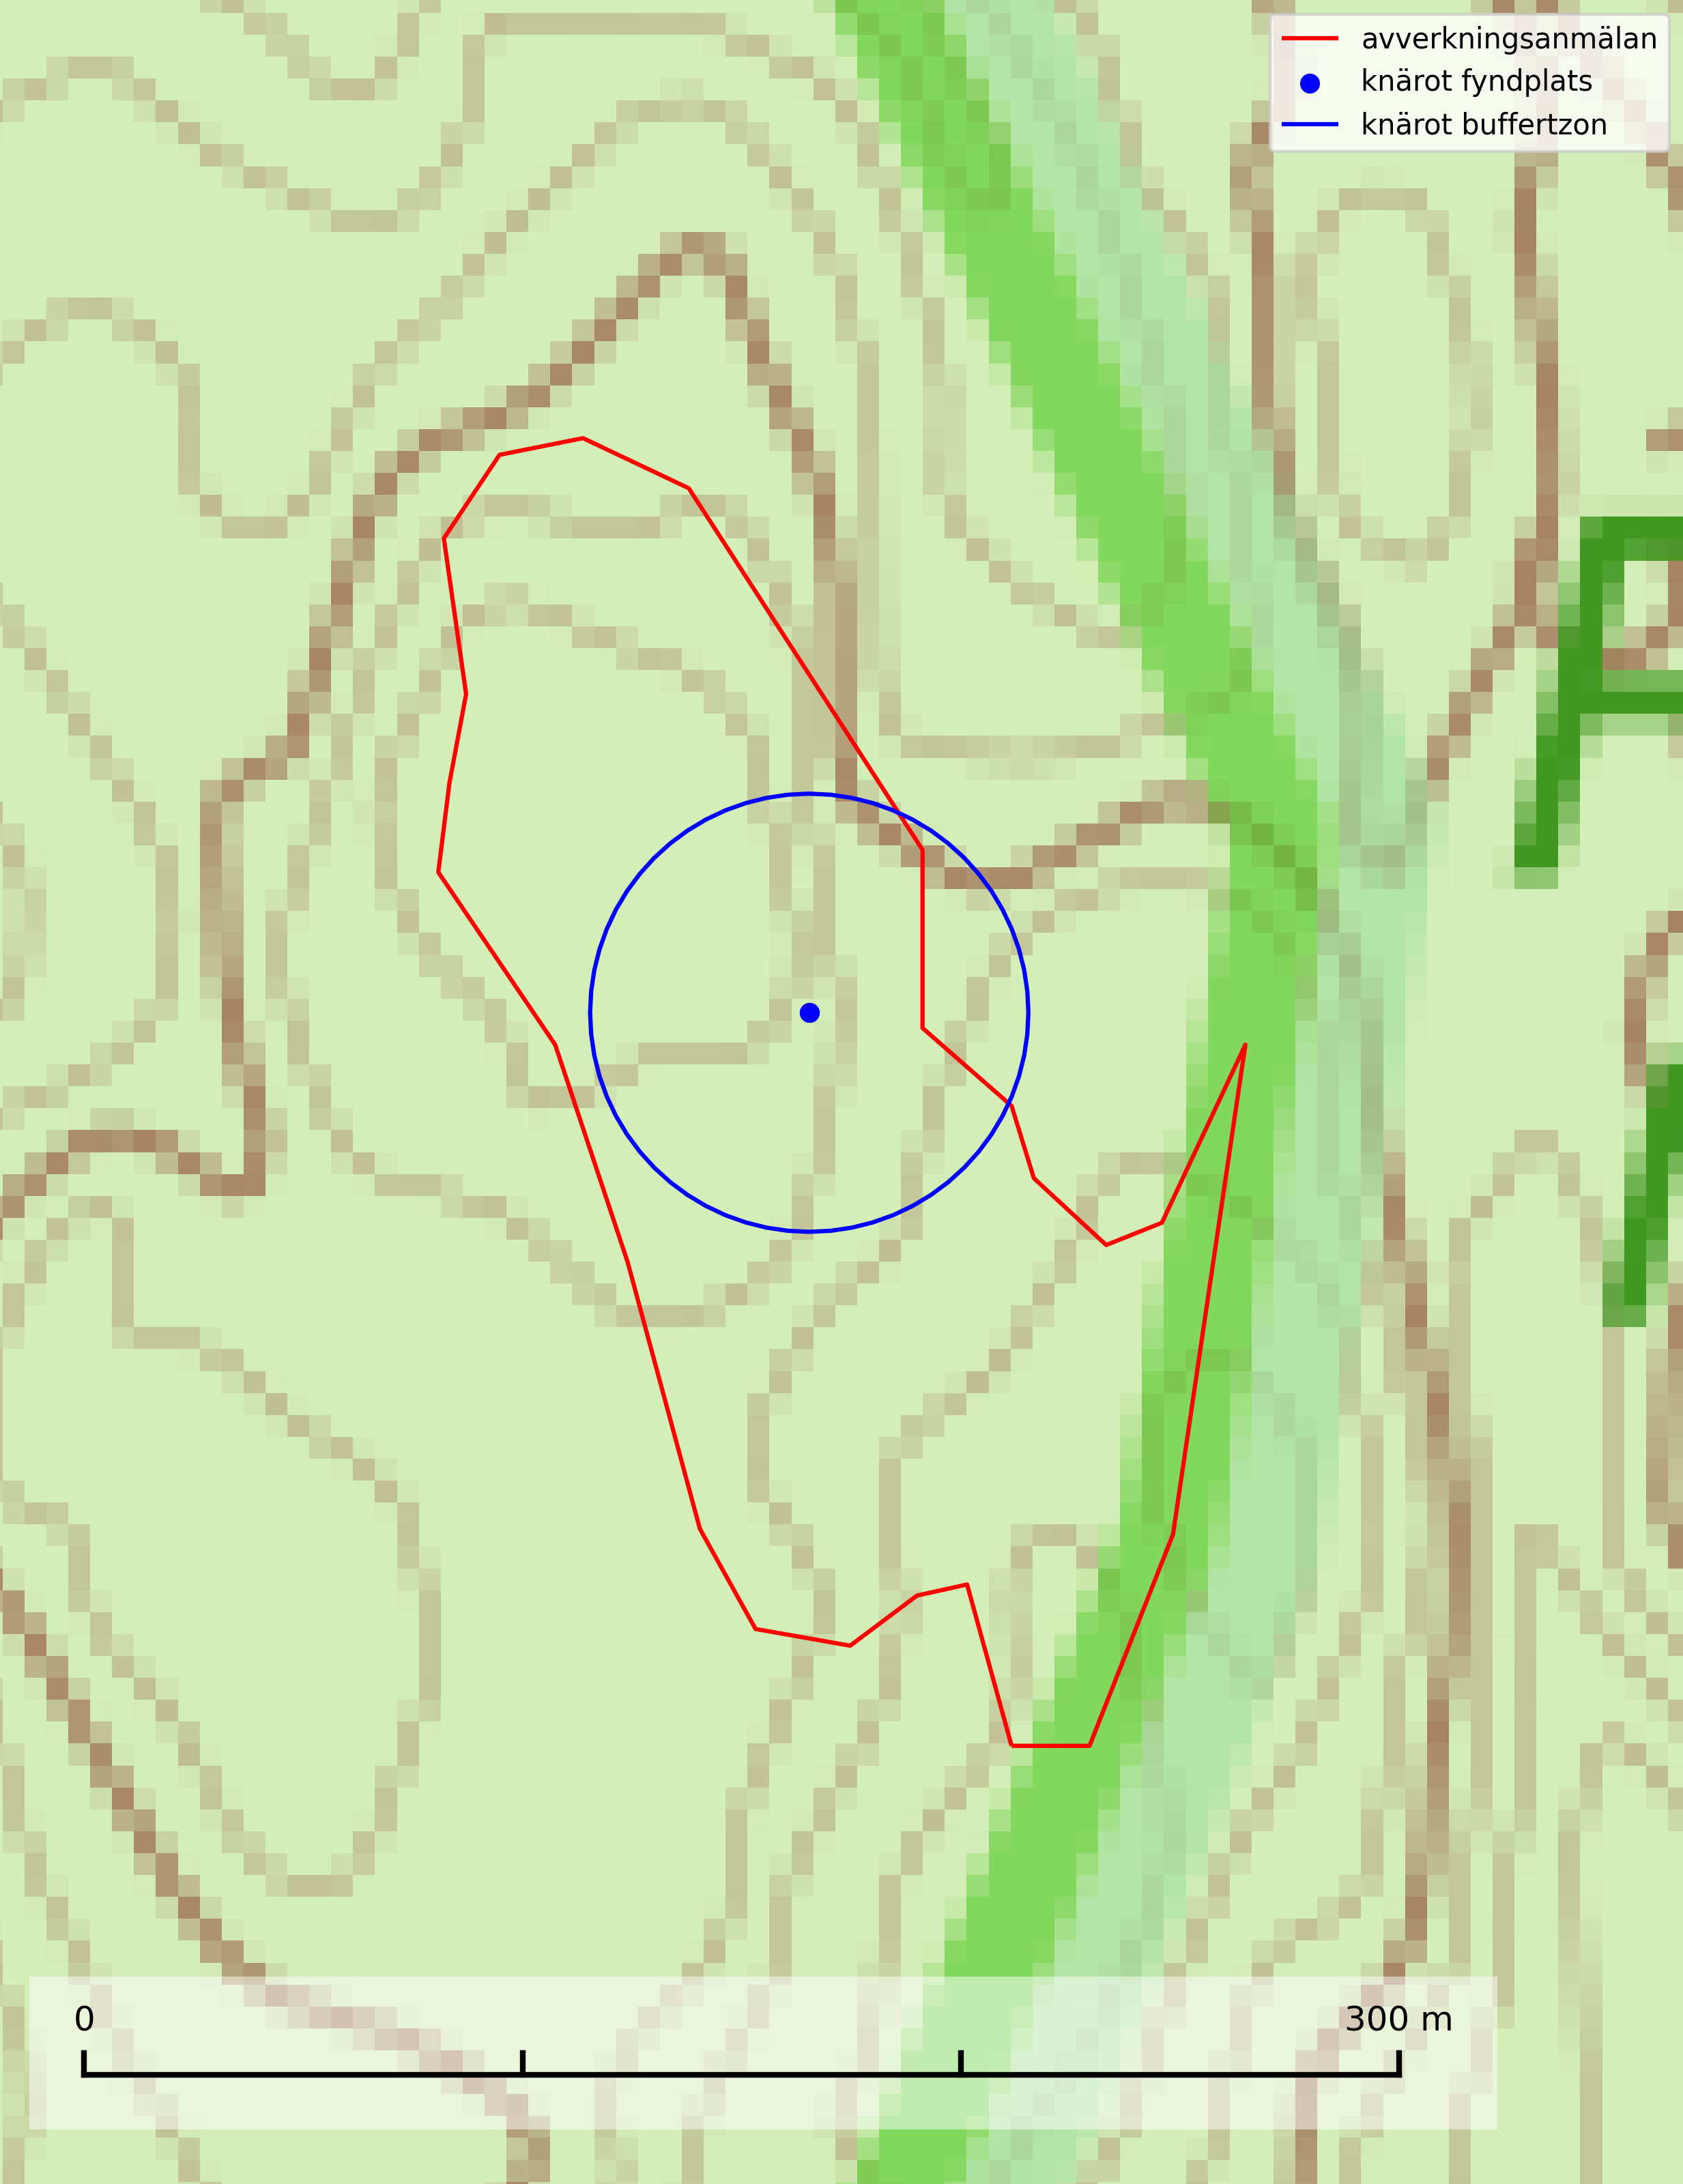 avverkningsanmälan
knärot fyndplats
knärot buffertzon
0 300 m